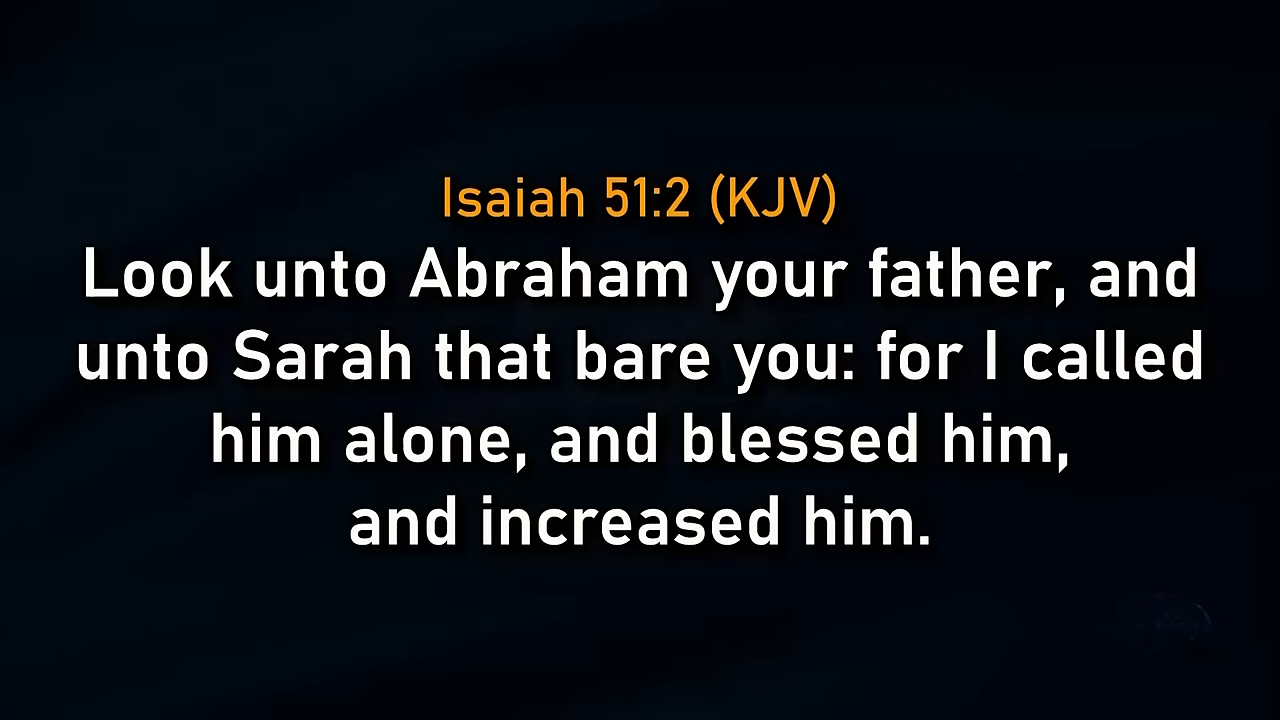 Isaiah 51:2 (KJV)
Look unto Abraham your father, and
unto Sarah that bare you: for I called
him alone, and blessed him,
and increased him.